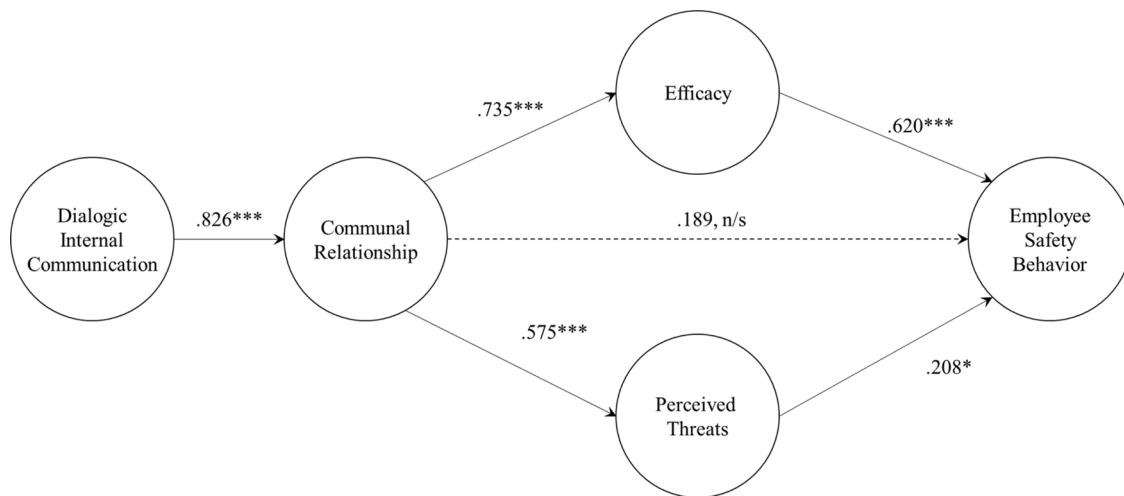 Efficacy
.735***
.620***
Dialogic
Internal
Communication
.826***
Communal
Relationship
.189, n/s
Employee
Safety
Behavior
.575***
.208*
Perceived
Threats